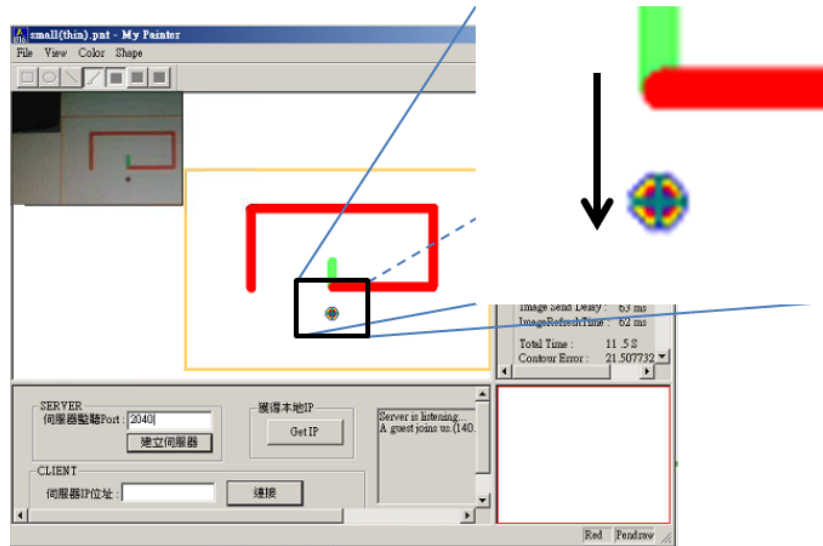 small(thin).pnt - My Painter
File View Color Shape
Image Send Delay : 63 ms
ImageRefreshTime : 62 ms
Total Time : 11 .5 S
Contour Error : 21.507732
SERVER
伺服器監聽Port : 2040
建立伺服器
獲得本地IP
Get IP
Server is listening...
A guest joins us.(140.
CLIENT
伺服器IP位址 :
連接
Red Pendraw